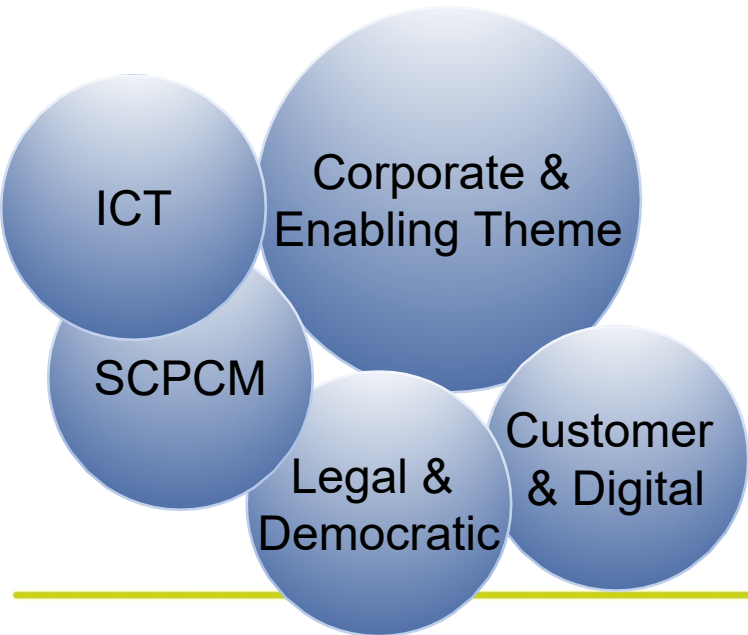 Corporate &
Enabling Theme
ICT
SCPCM
Customer
& Digital
Legal &
Democratic